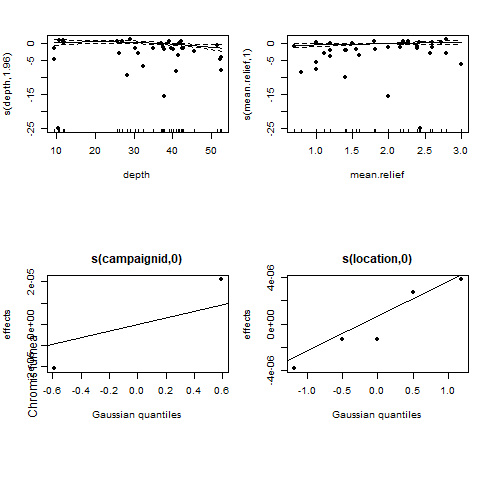 s(depth,1.96)
0
-5
-15
-25
10
20
30
40
50
depth
s(mean.relief,1)
0
-5
-15
-25
1.0
1.5
2.0
2.5
3.0
mean.relief
s(campaignid,0)
effects
2e-05
0e+00
-0.6
-0.4
-0.2
0.0
0.2
0.4
0.6
Gaussian quantiles
s(location,0)
effects
4e-06
0e+00
-4e-06
-1.0
-0.5
0.0
0.5
1.0
Gaussian quantiles